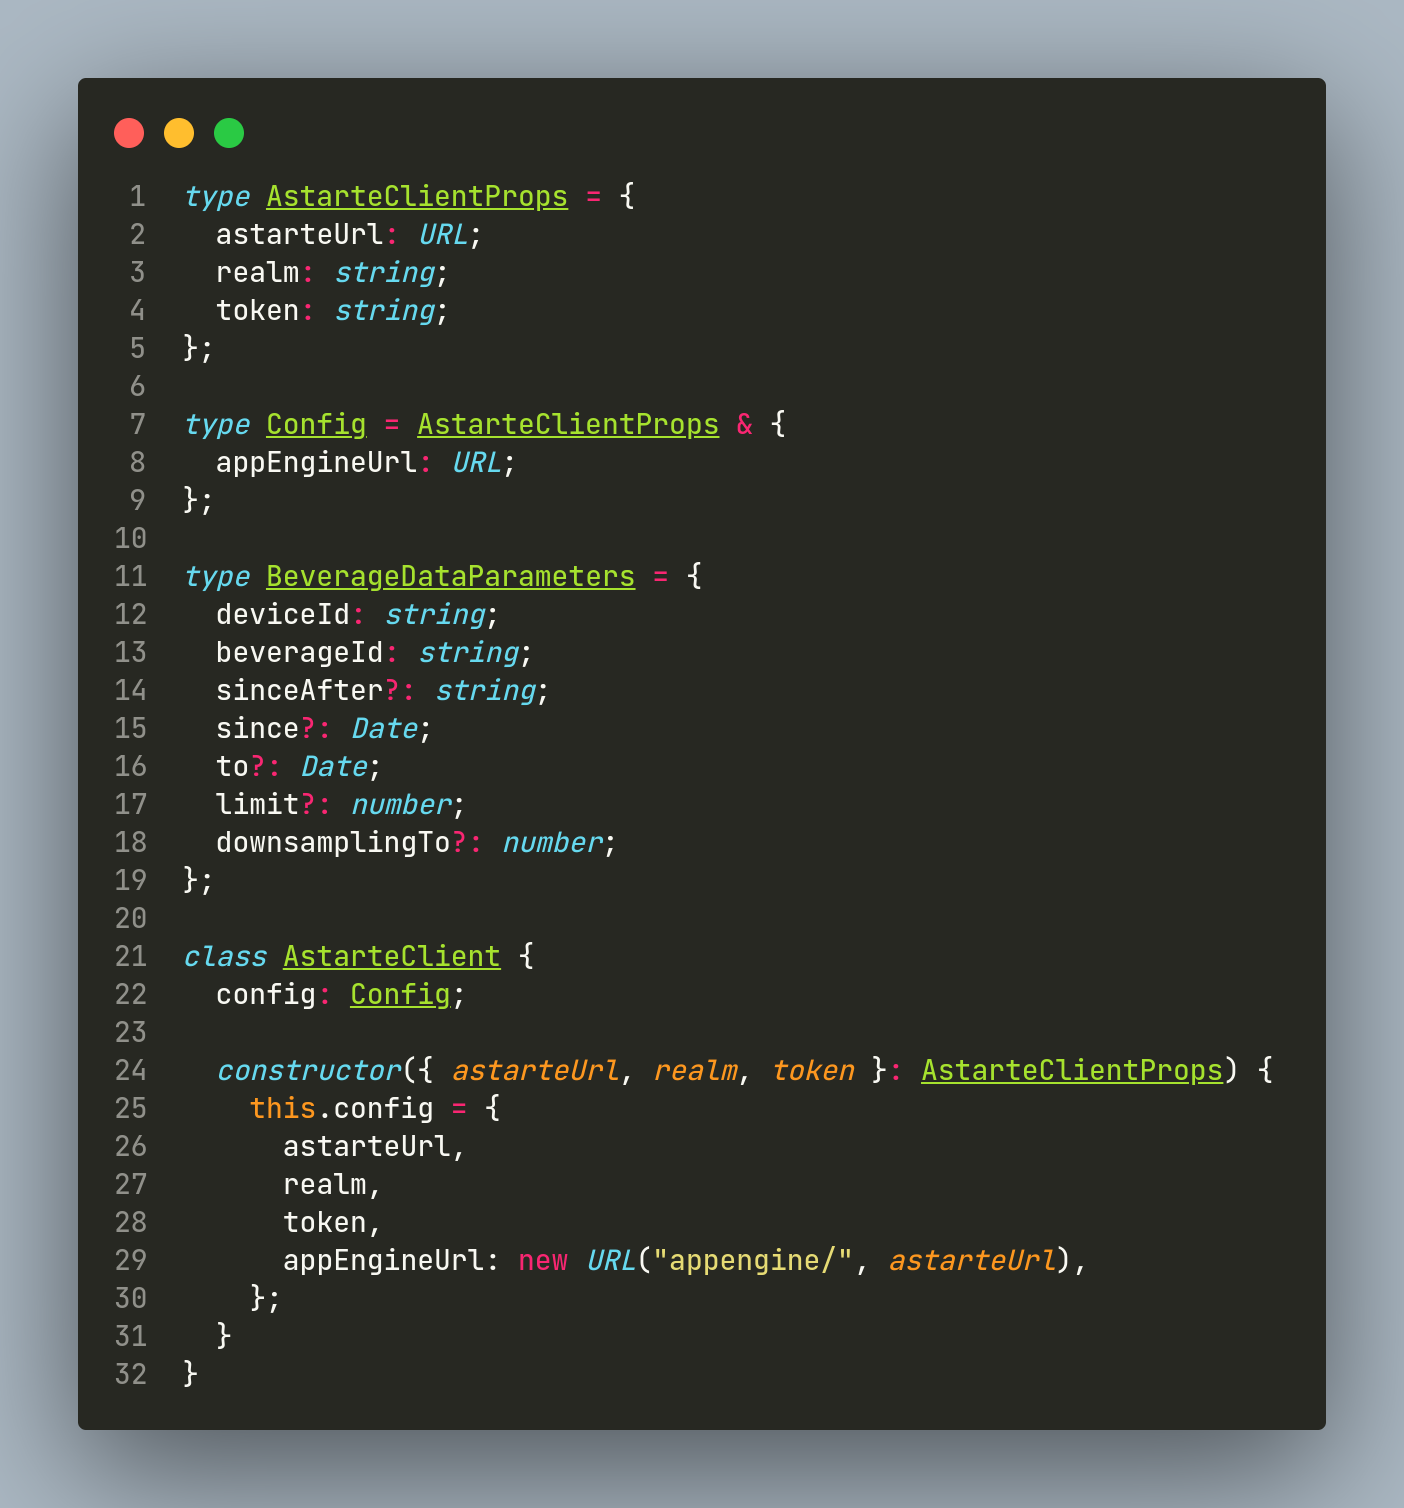 1 type AstarteClientProps = {
2   astarteUrl: URL;
3   realm: string;
4   token: string;
5 };
6
7 type Config = AstarteClientProps & {
8   appEngineUrl: URL;
9 };
10
11 type BeverageDataParameters = {
12   deviceId: string;
13   beverageId: string;
14   sinceAfter?: string;
15   since?: Date;
16   to?: Date;
17   limit?: number;
18   downsamplingTo?: number;
19 };
20
21 class AstarteClient {
22   config: Config;
23
24   constructor({ astarteUrl, realm, token }: AstarteClientProps) {
25     this.config = {
26       astarteUrl,
27       realm,
28       token,
29       appEngineUrl: new URL("appengine/", astarteUrl),
30     };
31   }
32 }